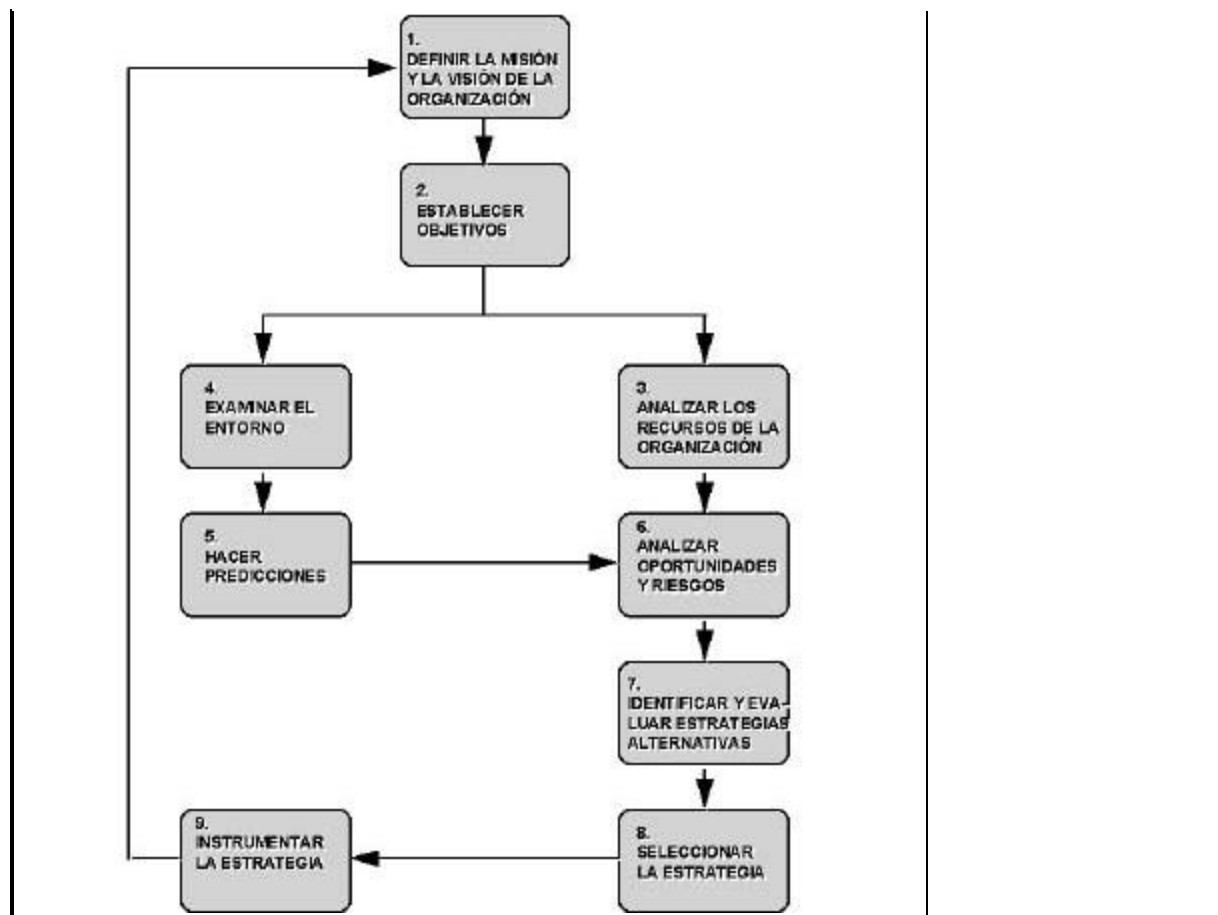 1.
DEFINIR LA MISIÓN
Y LA VISIÓN DE LA
ORGANIZACIÓN
2.
ESTABLECER
OBJETIVOS
4.
EXAMINAR EL
ENTORNO
3.
ANALIZAR LOS
RECURSOS DE LA
ORGANIZACIÓN
5.
HACER
PREDICCIONES
6.
ANALIZAR
OPORTUNIDADES
Y RIESGOS
7.
IDENTIFICAR Y EVA-
LUAR ESTRATEGIAS
ALTERNATIVAS
9.
INSTRUMENTAR
LA ESTRATEGIA
8.
SELECCIONAR
LA ESTRATEGIA